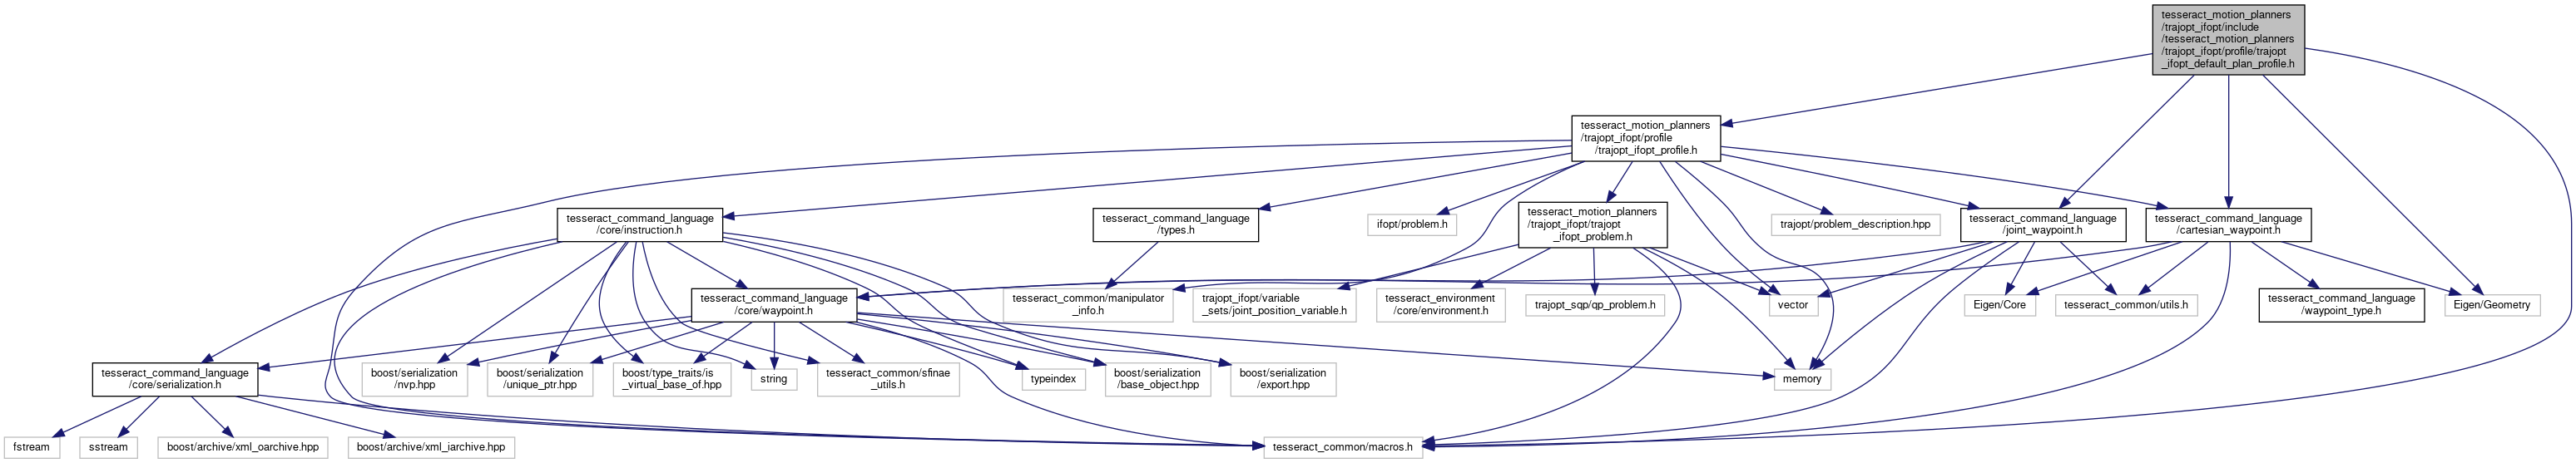 tesseract_motion_planners
/trajopt_ifopt/include
/tesseract_motion_planners
/trajopt_ifopt/profile/trajopt
_ifopt_default_plan_profile.h
tesseract_motion_planners
/trajopt_ifopt/profile
/trajopt_ifopt_profile.h
tesseract_command_language
/core/instruction.h
tesseract_command_language
/types.h
ifopt/problem.h
tesseract_motion_planners
/trajopt_ifopt/trajopt
_ifopt_problem.h
trajopt/problem_description.hpp
tesseract_command_language
/joint_waypoint.h
tesseract_command_language
/cartesian_waypoint.h
tesseract_command_language
/core/waypoint.h
tesseract_common/manipulator
_info.h
trajopt_ifopt/variable
_sets/joint_position_variable.h
tesseract_environment
/core/environment.h
trajopt_sqp/qp_problem.h
vector
Eigen/Core
tesseract_common/utils.h
tesseract_command_language
/waypoint_type.h
Eigen/Geometry
tesseract_command_language
/core/serialization.h
boost/serialization
/nvp.hpp
boost/serialization
/unique_ptr.hpp
boost/type_traits/is
_virtual_base_of.hpp
string
tesseract_common/sfinae
_utils.h
typeindex
boost/serialization
/base_object.hpp
boost/serialization
/export.hpp
memory
fstream
sstream
boost/archive/xml_oarchive.hpp
boost/archive/xml_iarchive.hpp
tesseract_common/macros.h